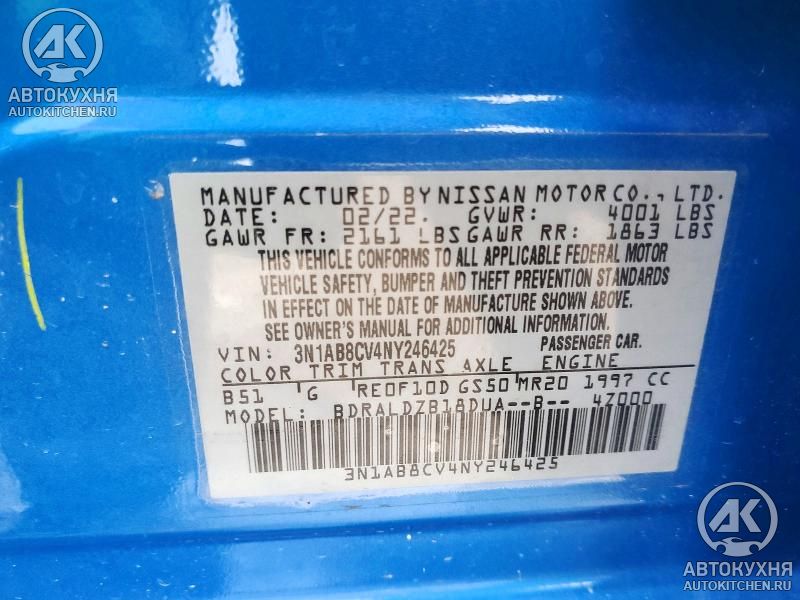 AK
АВТОКУХНЯ
AUTOKITCHEN.RU
MANUFACTURED BY NISSAN MOTOR CO., LTD.
DATE: 02/22. GVWR: 4001 LBS
GAWR FR: 2161 LBS GAWR RR: 1863 LBS
THIS VEHICLE CONFORMS TO ALL APPLICABLE FEDERAL MOTOR
VEHICLE SAFETY, BUMPER AND THEFT PREVENTION STANDARDS
IN EFFECT ON THE DATE OF MANUFACTURE SHOWN ABOVE.
SEE OWNER'S MANUAL FOR ADDITIONAL INFORMATION.
VIN: 3N1AB8CV4NY246425 PASSENGER CAR.
COLOR TRIM TRANS AXLE ENGINE
B51 G RE0F10D GS50 MR20 1997 CC
MODEL: BDRALDZB18DUA--B-- 4Z000
3N1AB8CV4NY246425
AK
АВТОКУХНЯ
AUTOKITCHEN.RU